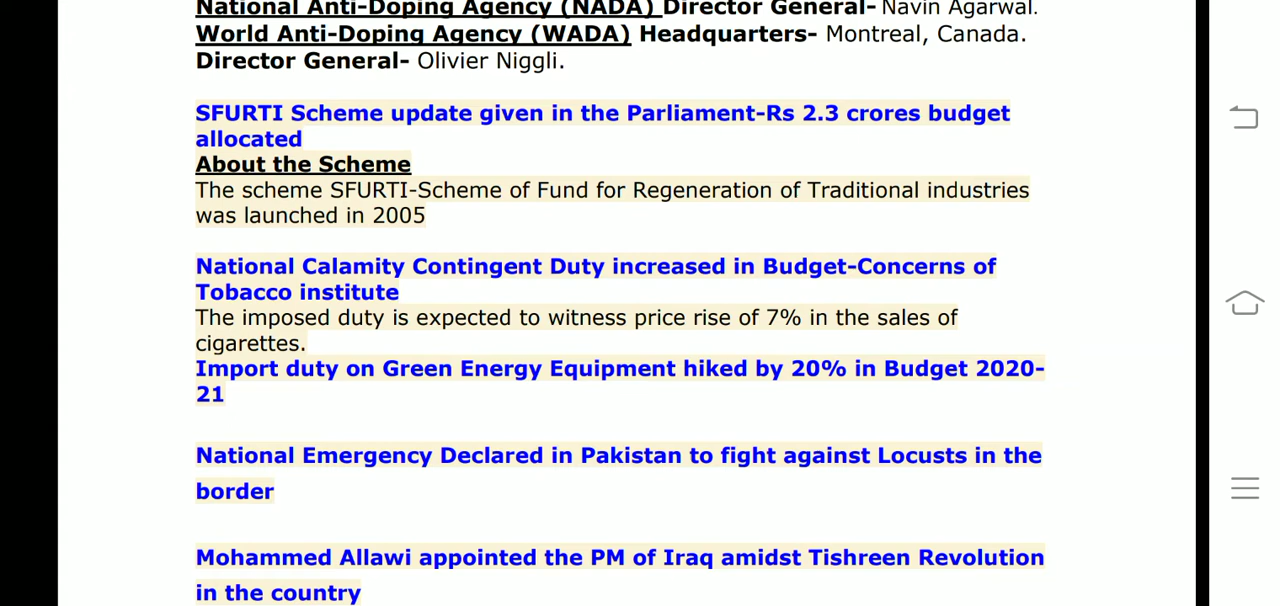 National Anti-Doping Agency (NADA) Director General- Navin Agarwal.
World Anti-Doping Agency (WADA) Headquarters- Montreal, Canada.
Director General- Olivier Niggli.
SFURTI Scheme update given in the Parliament-Rs 2.3 crores budget
allocated
About the Scheme
The scheme SFURTI-Scheme of Fund for Regeneration of Traditional industries
was launched in 2005
National Calamity Contingent Duty increased in Budget-Concerns of
Tobacco institute
The imposed duty is expected to witness price rise of 7% in the sales of
cigarettes.
Import duty on Green Energy Equipment hiked by 20% in Budget 2020-
21
National Emergency Declared in Pakistan to fight against Locusts in the
border
Mohammed Allawi appointed the PM of Iraq amidst Tishreen Revolution
in the country